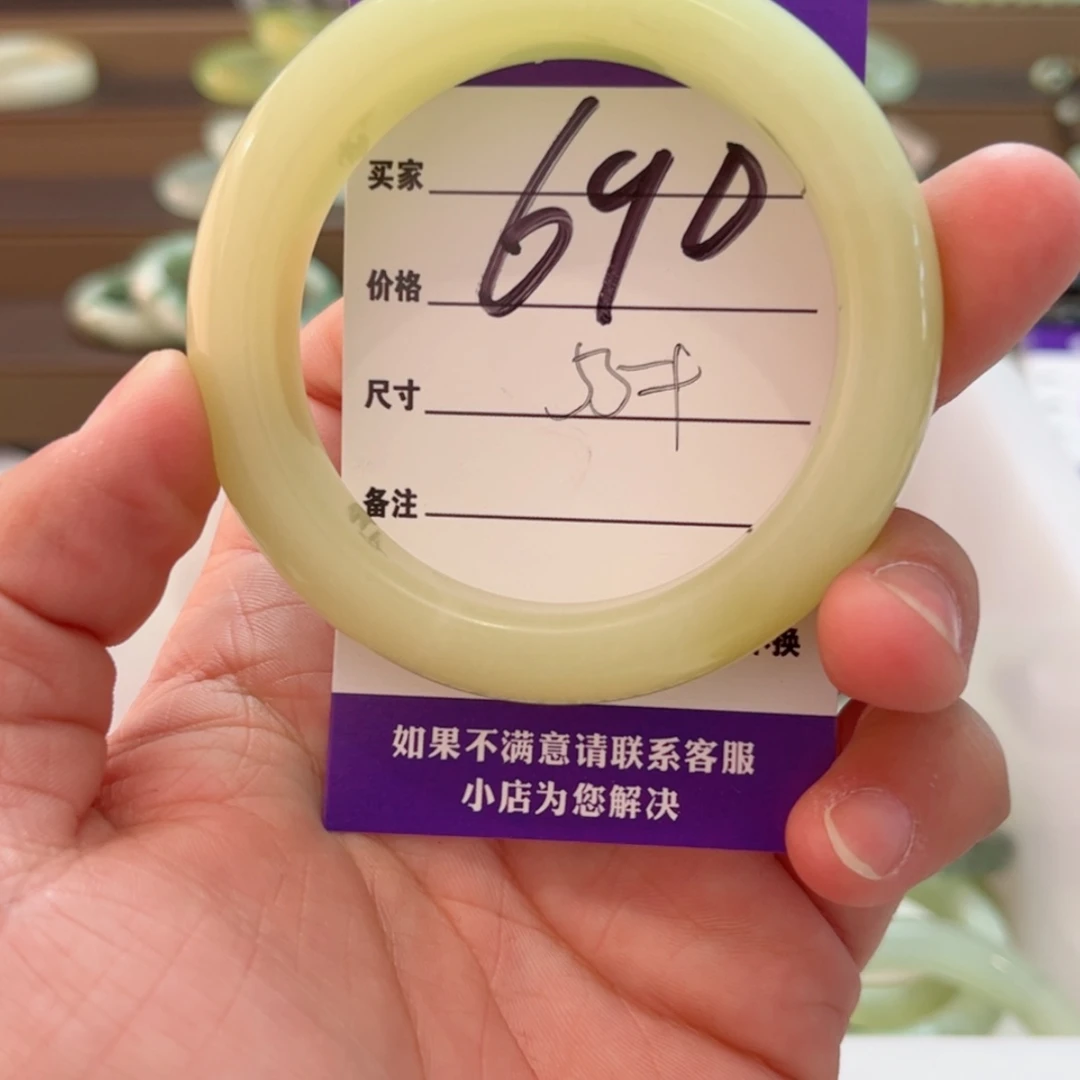 买家
价格 690
尺寸
备注
换
如果不满意请联系客服
小店为您解决